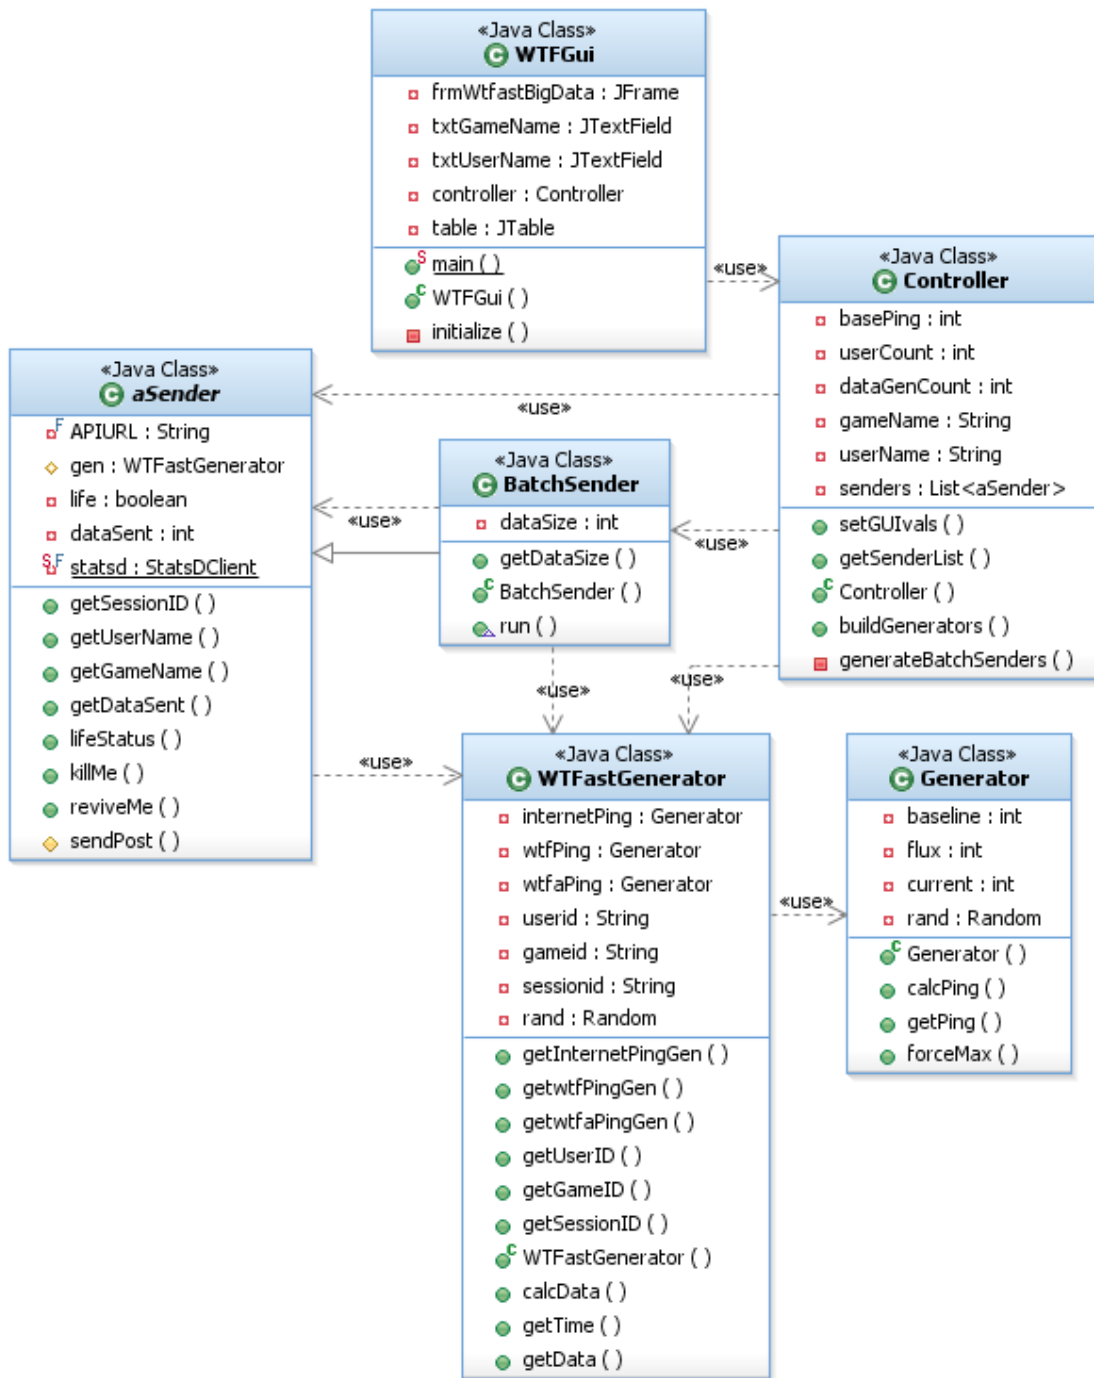 «Java Class»
WTFGui
frmWtfastBigData : JFrame
txtGameName : JTextField
txtUserName : JTextField
controller : Controller
table : JTable
main ( )
WTFGui ( )
initialize ( )
«use»
«Java Class»
Controller
basePing : int
userCount : int
dataGenCount : int
gameName : String
userName : String
senders : List<aSender>
setGUIvals ( )
getSenderList ( )
Controller ( )
buildGenerators ( )
generateBatchSenders ( )
«Java Class»
aSender
APIURL : String
gen : WTFastGenerator
life : boolean
dataSent : int
statsd : StatsDClient
getSessionID ( )
getUserName ( )
getGameName ( )
getDataSent ( )
lifeStatus ( )
killMe ( )
reviveMe ( )
sendPost ( )
«use»
«Java Class»
BatchSender
dataSize : int
getDataSize ( )
BatchSender ( )
run ( )
«use»
«use»
«use»
«use»
«use»
«Java Class»
WTFastGenerator
internetPing : Generator
wtfPing : Generator
wtfaPing : Generator
userid : String
gameid : String
sessionid : String
rand : Random
getInternetPingGen ( )
getwtfPingGen ( )
getwtfaPingGen ( )
getUserID ( )
getGameID ( )
getSessionID ( )
WTFastGenerator ( )
calcData ( )
getTime ( )
getData ( )
«use»
«Java Class»
Generator
baseline : int
flux : int
current : int
rand : Random
Generator ( )
calcPing ( )
getPing ( )
forceMax ( )